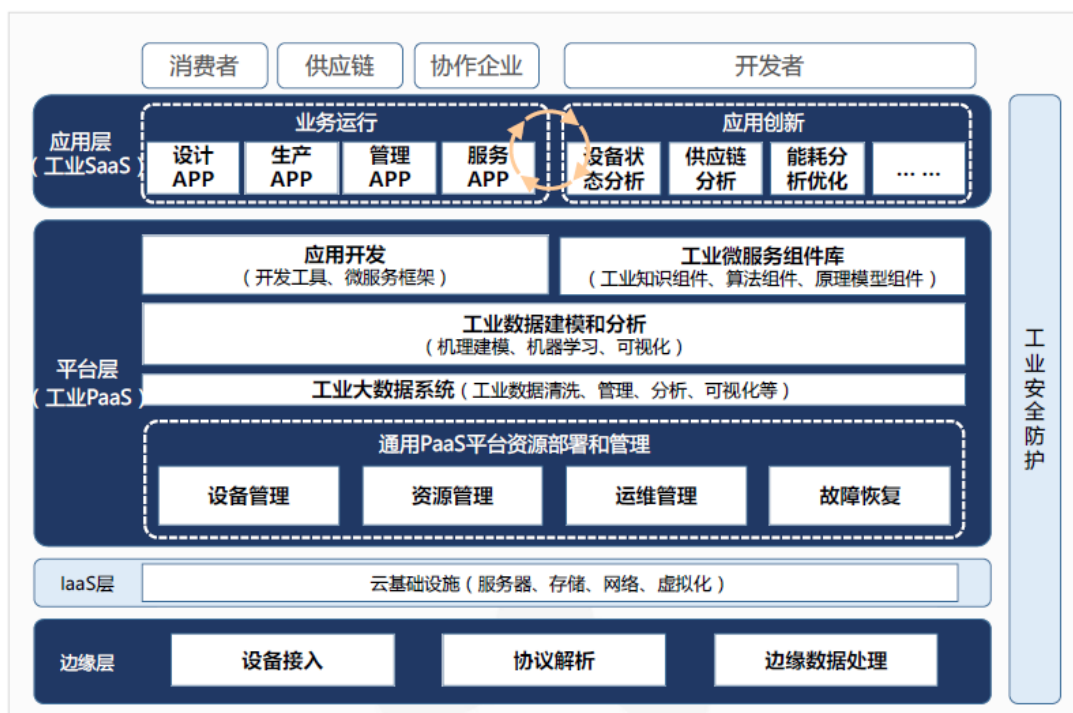 消费者 供应链 协作企业 开发者
应用层
（工业SaaS）
业务运行
设计
APP
生产
APP
管理
APP
服务
APP
应用创新
设备状
态分析
供应链
分析
能耗分
析优化
... ...
平台层
（工业PaaS）
应用开发
（开发工具、微服务框架）
工业微服务组件库
（工业知识组件、算法组件、原理模型组件）
工业数据建模和分析
（机理建模、机器学习、可视化）
工业大数据系统（工业数据清洗、管理、分析、可视化等）
通用PaaS平台资源部署和管理
设备管理 资源管理 运维管理 故障恢复
IaaS层
云基础设施（服务器、存储、网络、虚拟化）
边缘层
设备接入 协议解析 边缘数据处理
工业安全防护